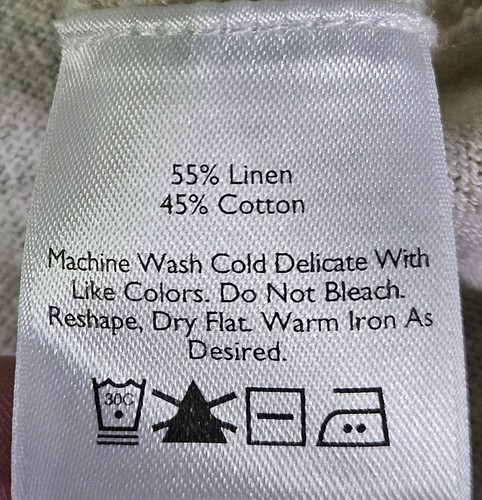 55% Linen
45% Cotton
Machine Wash Cold Delicate With
Like Colors. Do Not Bleach.
Reshape, Dry Flat. Warm Iron As
Desired.
30C